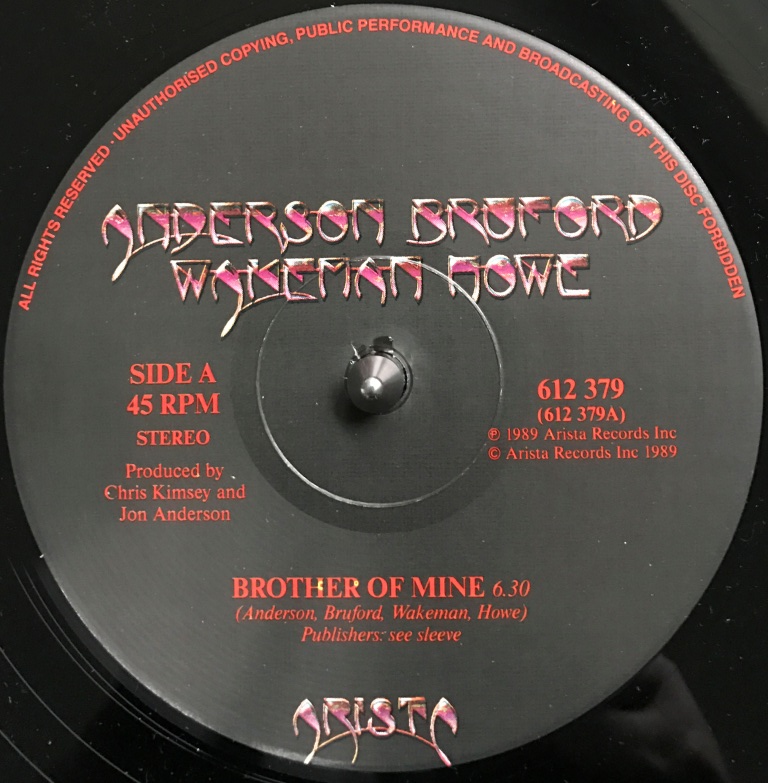 ALL RIGHTS RESERVED · UNAUTHORISED COPYING, PUBLIC PERFORMANCE AND BROADCASTING OF THIS DISC FORBIDDEN
ANDERSON BRUFORD
WAKEMAN HOWE
SIDE A
45 RPM
STEREO
Produced by
Chris Kimsey and
Jon Anderson
612 379
(612 379A)
℗ 1989 Arista Records Inc
© Arista Records Inc 1989
BROTHER OF MINE 6.30
(Anderson, Bruford, Wakeman, Howe)
Publishers: see sleeve
ARISTA